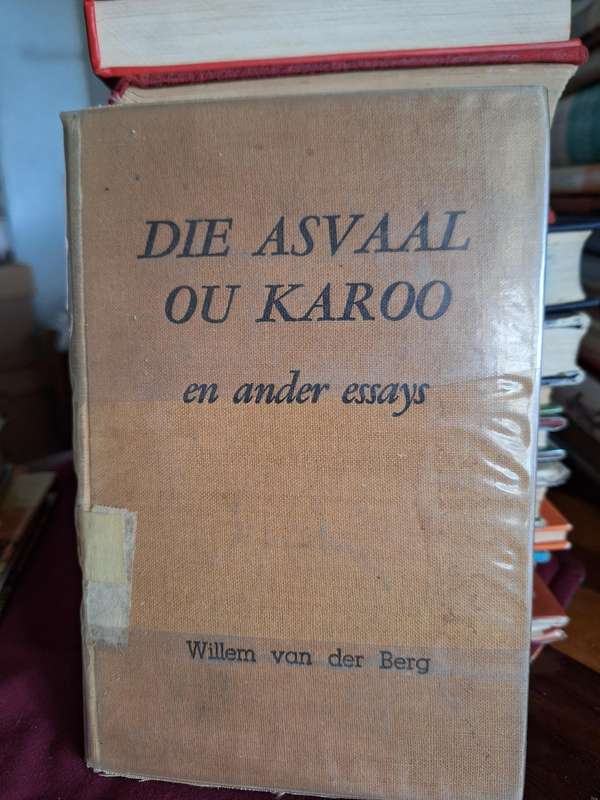 DIE ASVAAL
OU KAROO
en ander essays
Willem van der Berg